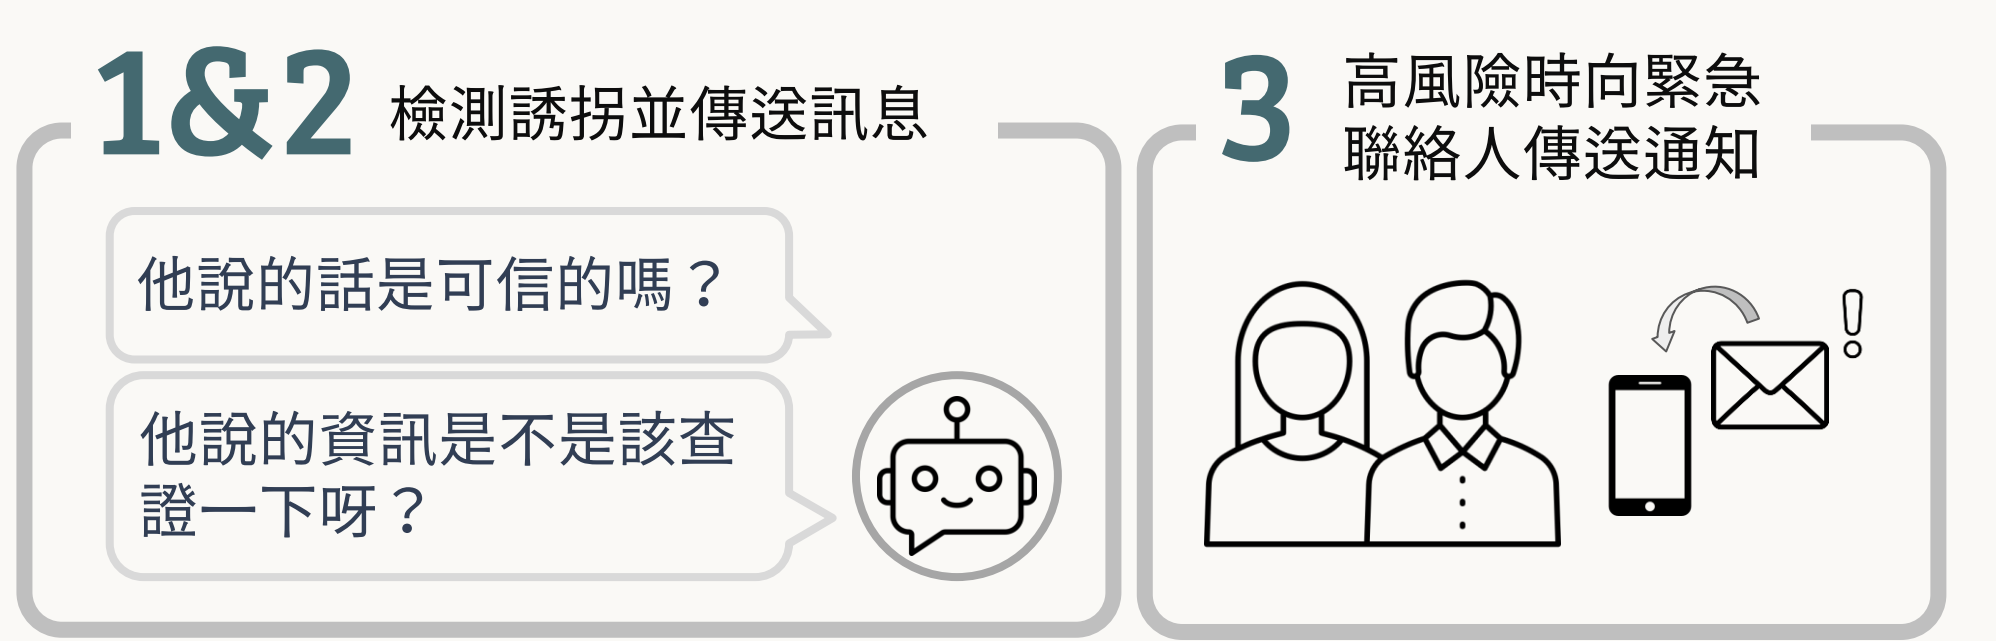 1&2 檢測誘拐並傳送訊息
他說的話是可信的嗎？
他說的資訊是不是該查
證一下呀？
3 高風險時向緊急
聯絡人傳送通知